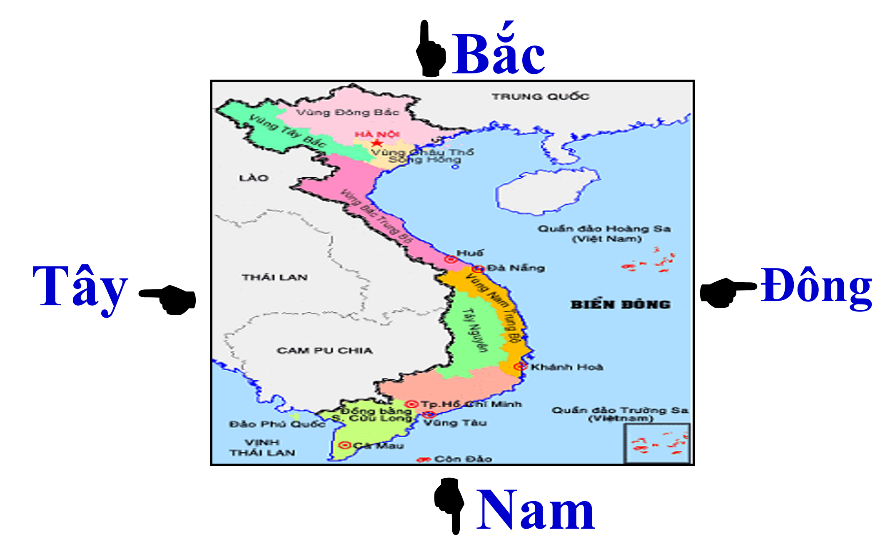 Bắc
TRUNG QUỐC
Vùng Đông Bắc
Vùng Tây Bắc
HÀ NỘI
Vùng Châu Thổ
Sông Hồng
LÀO
Vùng Bắc Trung Bộ
Quần đảo Hoàng Sa
(Việt Nam)
Huế
Đà Nẵng
Tây
THÁI LAN
Vùng Nam Trung Bộ
BIỂN ĐÔNG
Đông
Tây Nguyên
CAM PU CHIA
Khánh Hoà
Tp.Hồ Chí Minh
Đồng bằng
S. Cửu Long
Quần đảo Trường Sa
(Việtnam)
Đảo Phú Quốc
Vũng Tàu
VỊNH
THÁI LAN
Cà Mau
Côn Đảo
Nam